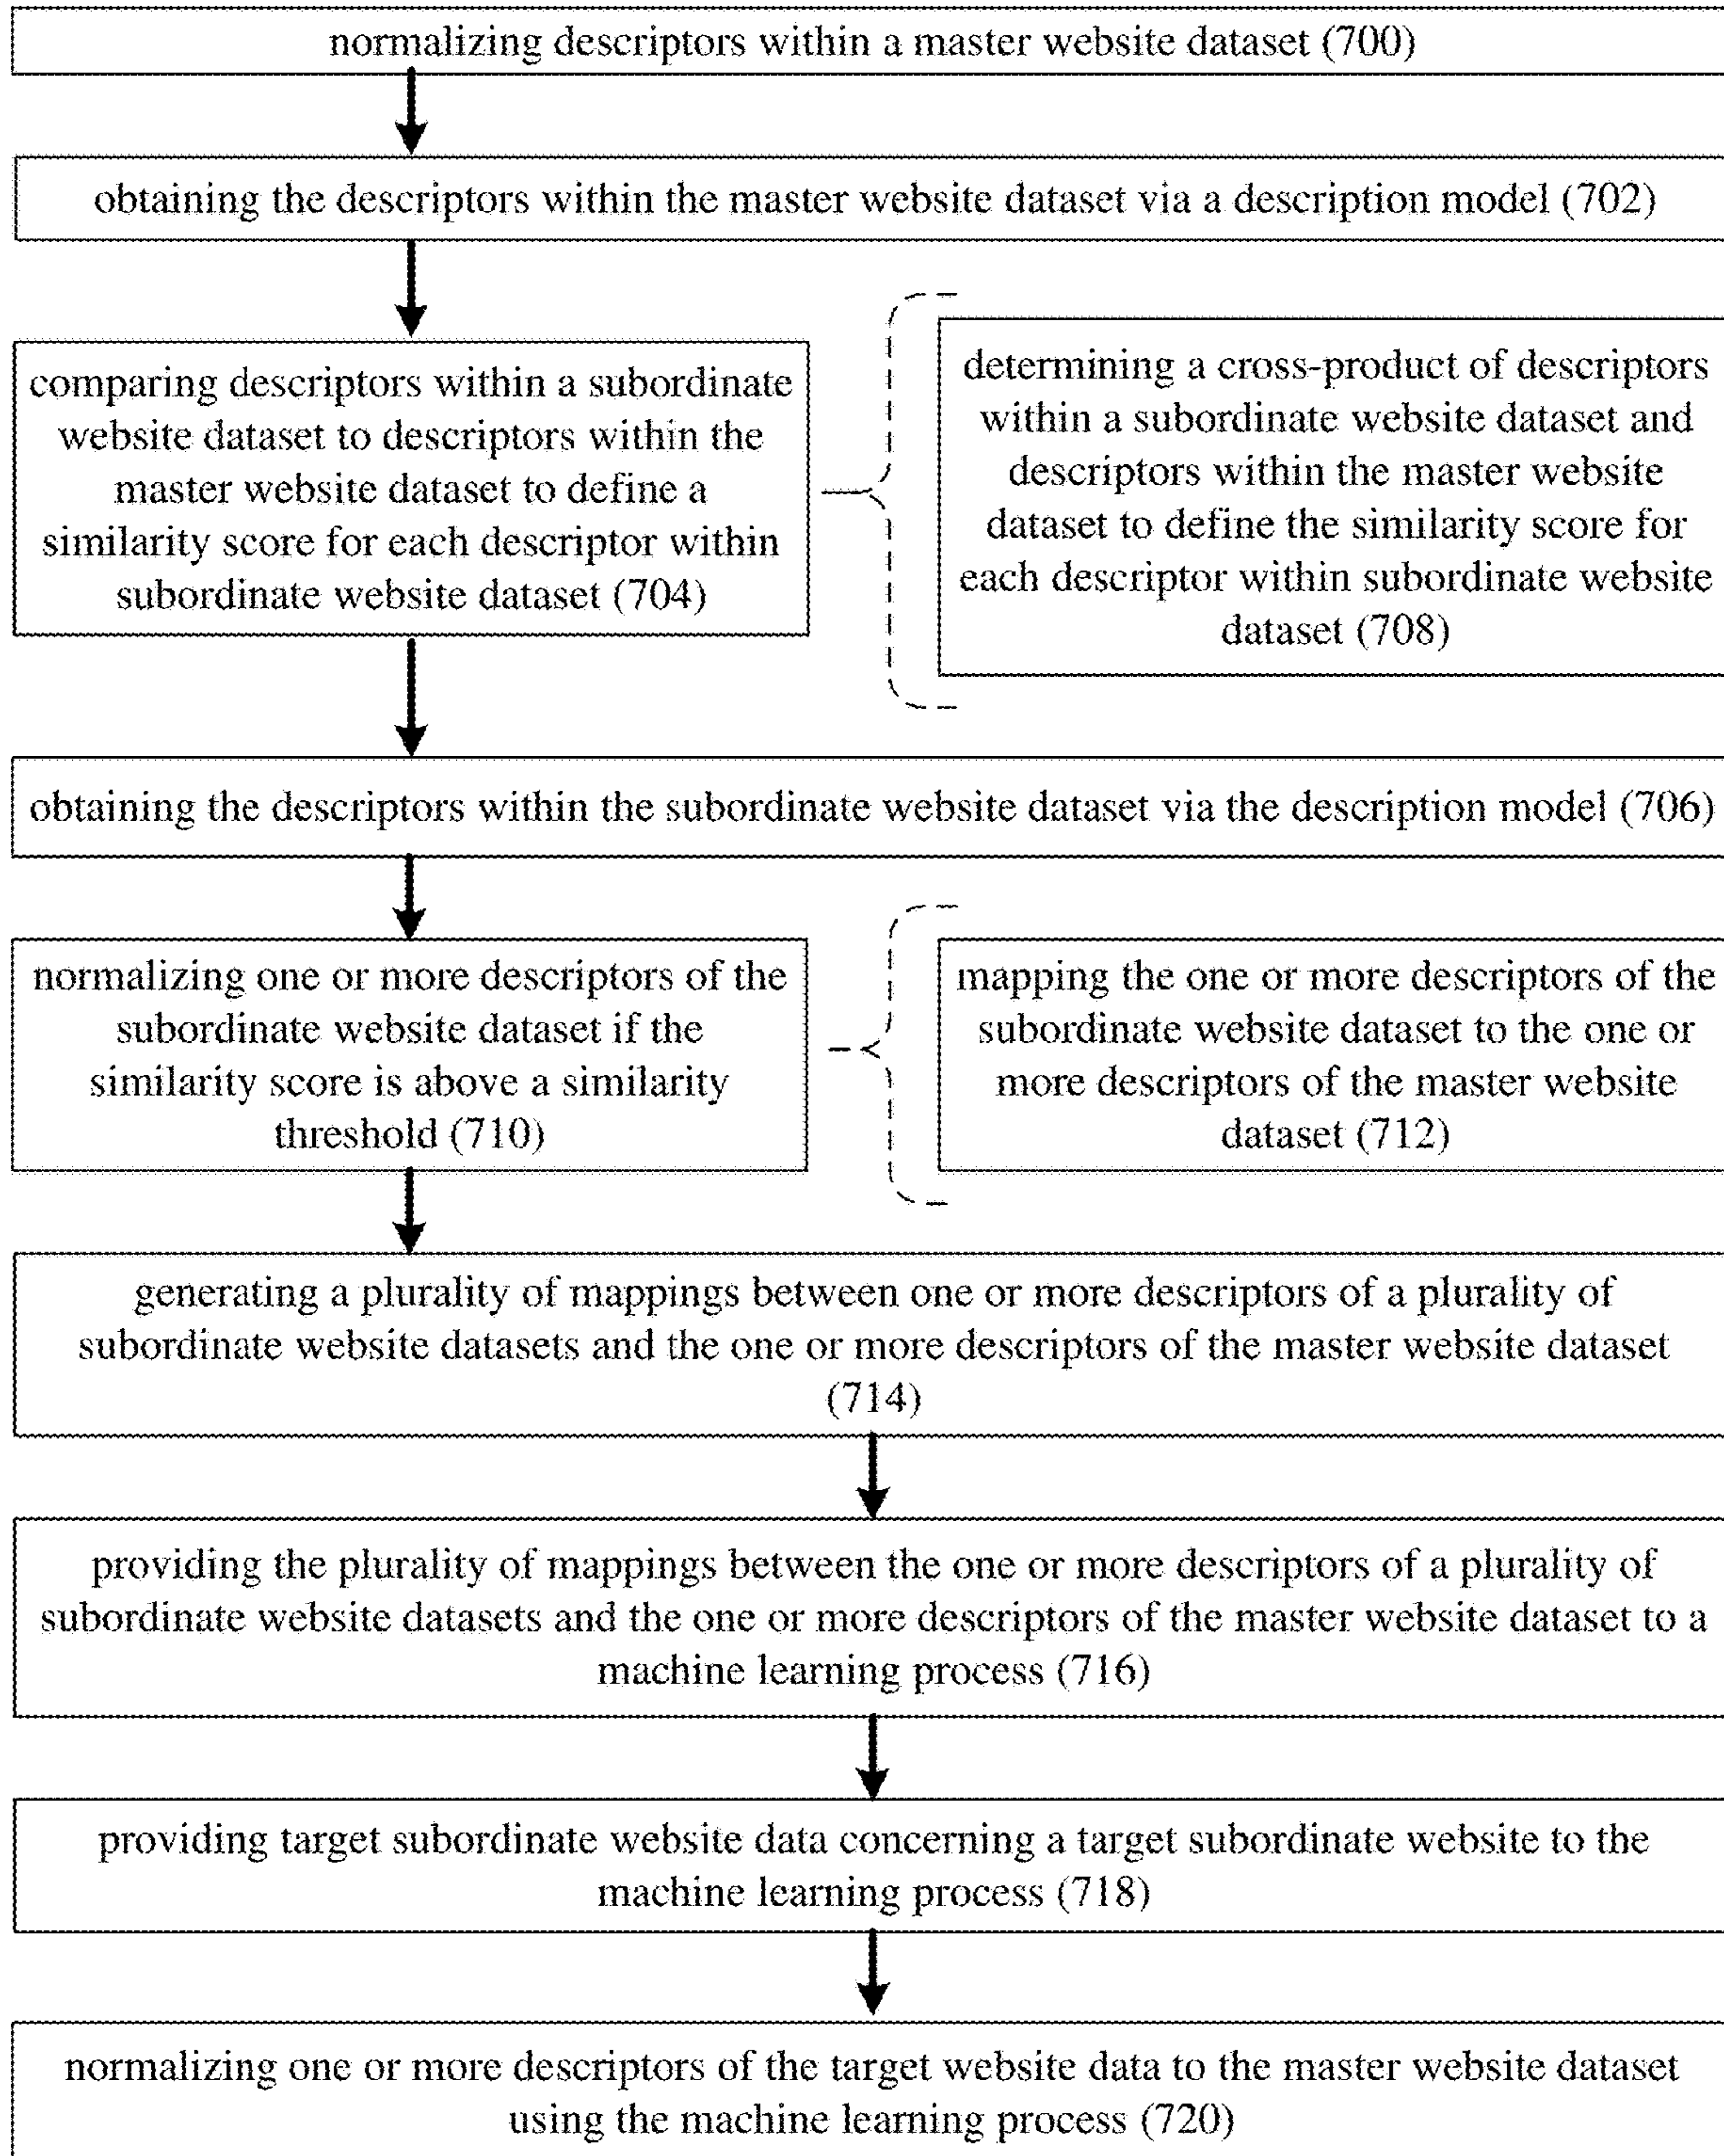 normalizing descriptors within a master website dataset (700)
obtaining the descriptors within the master website dataset via a description model (702)
comparing descriptors within a subordinate
website dataset to descriptors within the
master website dataset to define a
similarity score for each descriptor within
subordinate website dataset (704)
determining a cross-product of descriptors
within a subordinate website dataset and
descriptors within the master website
dataset to define the similarity score for
each descriptor within subordinate website
dataset (708)
obtaining the descriptors within the subordinate website dataset via the description model (706)
normalizing one or more descriptors of the
subordinate website dataset if the
similarity score is above a similarity
threshold (710)
mapping the one or more descriptors of the
subordinate website dataset to the one or
more descriptors of the master website
dataset (712)
generating a plurality of mappings between one or more descriptors of a plurality of
subordinate website datasets and the one or more descriptors of the master website dataset
(714)
providing the plurality of mappings between the one or more descriptors of a plurality of
subordinate website datasets and the one or more descriptors of the master website dataset to a
machine learning process (716)
providing target subordinate website data concerning a target subordinate website to the
machine learning process (718)
normalizing one or more descriptors of the target website data to the master website dataset
using the machine learning process (720)